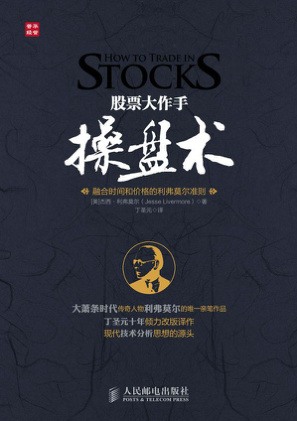 HOW TO TRADE IN
STOCKS
股票大作手
操盘术
融合时间和价格的利弗莫尔准则
[美]杰西·利弗莫尔(Jesse Livermore)◎著
丁圣元◎译
大萧条时代传奇人物利弗莫尔的唯一亲笔作品
丁圣元十年倾力改版译作
现代技术分析思想的源头
人民邮电出版社
POSTS & TELECOM PRESS